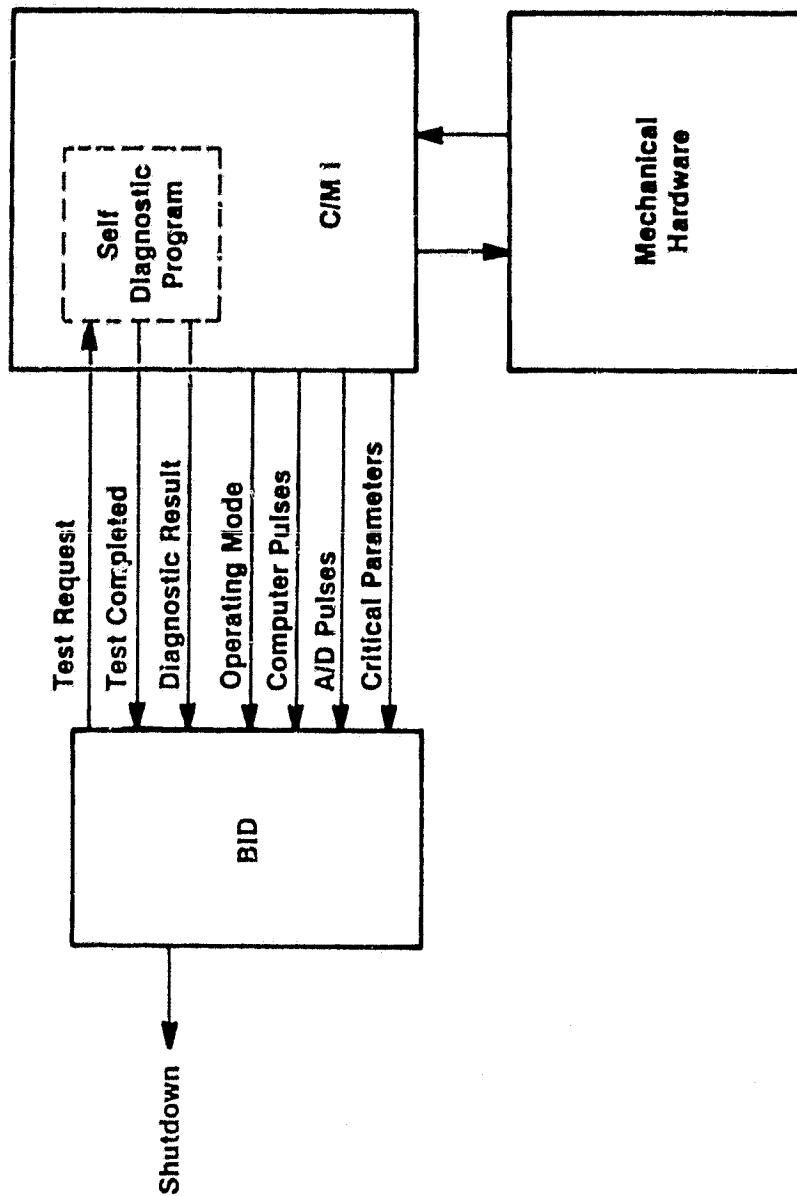 Shutdown
BID
Test Request
Test Completed
Diagnostic Result
Operating Mode
Computer Pulses
A/D Pulses
Critical Parameters
Self
Diagnostic
Program
C/M I
Mechanical
Hardware